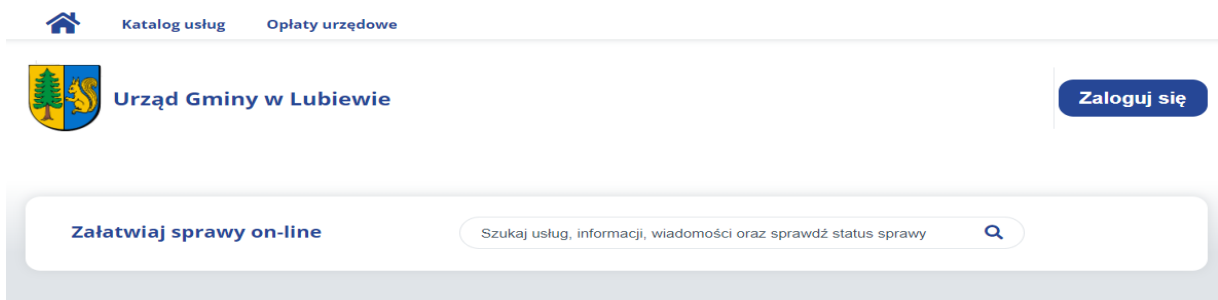 Katalog usług Opłaty urzędowe
Urząd Gminy w Lubiewie
Zaloguj się
Załatwiaj sprawy on-line
Szukaj usług, informacji, wiadomości oraz sprawdź status sprawy